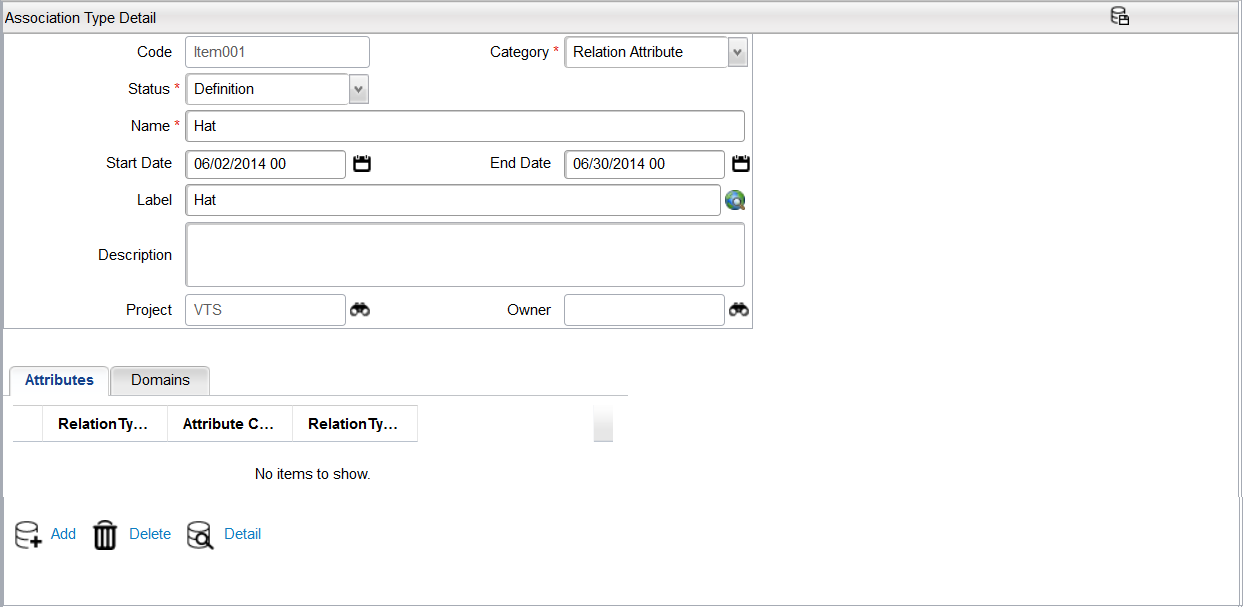 Association Type Detail
Code Item001 Category * Relation Attribute
Status * Definition
Name * Hat
Start Date 06/02/2014 00 End Date 06/30/2014 00
Label Hat
Description
Project VTS Owner
Attributes Domains
RelationTy... Attribute C... RelationTy...
No items to show.
Add Delete Detail